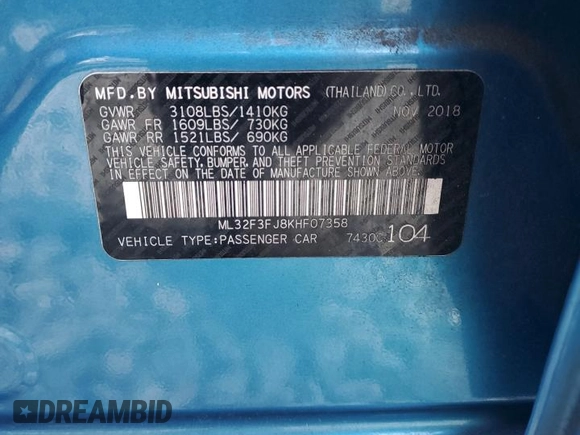 MFD.BY MITSUBISHI MOTORS (THAILAND) CO.,LTD.
GVWR 3108LBS/1410KG NOV 2018
GAWR FR 1609LBS/ 730KG
GAWR RR 1521LBS/ 690KG
THIS VEHICLE CONFORMS TO ALL APPLICABLE FEDERAL MOTOR
VEHICLE SAFETY, BUMPER, AND THEFT PREVENTION STANDARDS
IN EFFECT ON THE DATE OF MANUFACTURE SHOWN ABOVE.
ML32F3FJ8KHF07358
VEHICLE TYPE:PASSENGER CAR 7430C 104
DREAMBID